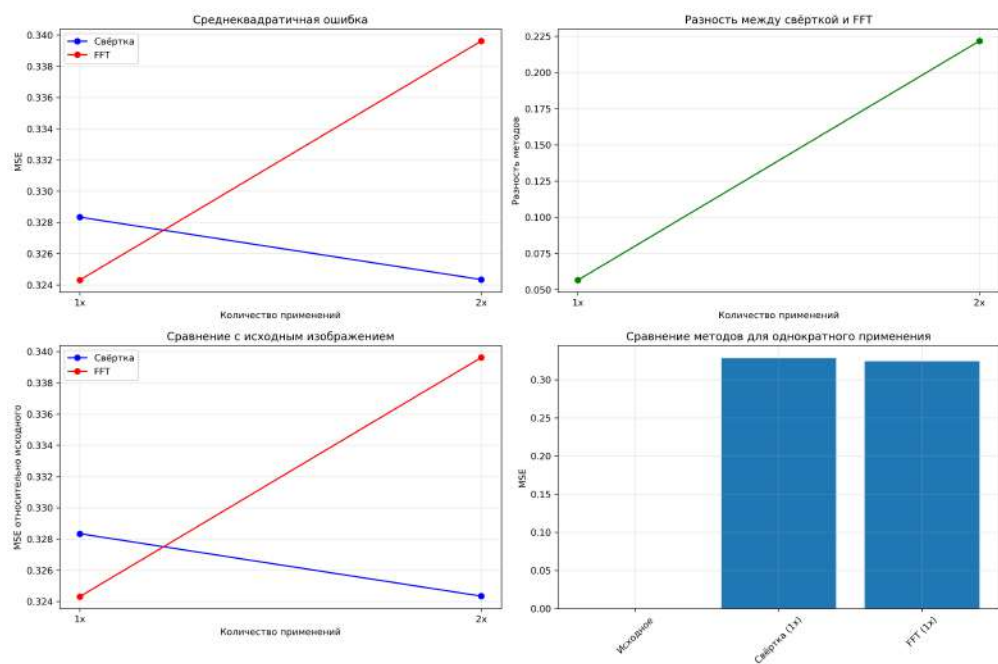 Среднеквадратичная ошибка
0.340
0.338
0.336
0.334
0.332
0.330
0.328
0.326
0.324
MSE
Свёртка
FFT
1x
2x
Количество применений
Разность между свёрткой и FFT
0.225
0.200
0.175
0.150
0.125
0.100
0.075
0.050
Разность методов
1x
2x
Количество применений
Сравнение с исходным изображением
0.340
0.338
0.336
0.334
0.332
0.330
0.328
0.326
0.324
MSE относительно исходного
Свёртка
FFT
1x
2x
Количество применений
Сравнение методов для однократного применения
0.30
0.25
0.20
0.15
0.10
0.05
0.00
MSE
Исходное
Свёртка (1x)
FFT (1x)